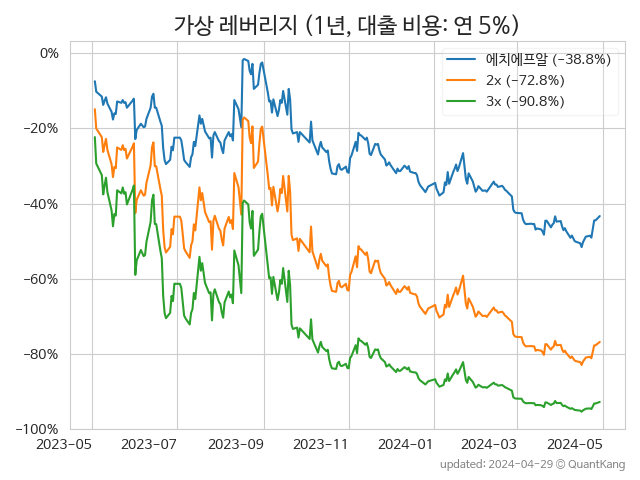 가상 레버리지 (1년, 대출 비용: 연 5%)
에치에프알 (−38.8%)
2x (−72.8%)
3x (−90.8%)
0%
−20%
−40%
−60%
−80%
−100%
2023−05 2023−07 2023−09 2023−11 2024−01 2024−03 2024−05
updated: 2024-04-29 © QuantKang